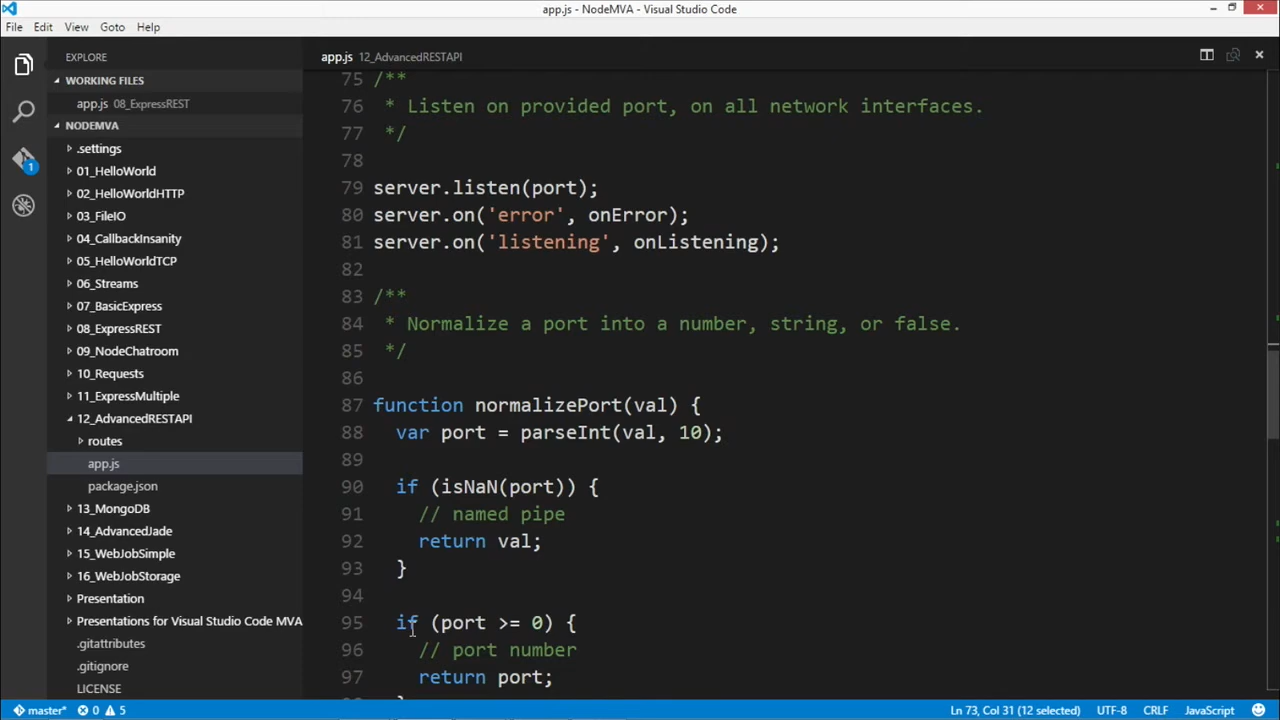 app.js - NodeMVA - Visual Studio Code
File Edit View Goto Help
EXPLORE
WORKING FILES
app.js 08_ExpressREST
NODEMVA
.settings
01_HelloWorld
02_HelloWorldHTTP
03_FileIO
04_CallbackInsanity
05_HelloWorldTCP
06_Streams
07_BasicExpress
08_ExpressREST
09_NodeChatroom
10_Requests
11_ExpressMultiple
12_AdvancedRESTAPI
routes
app.js
package.json
13_MongoDB
14_AdvancedJade
15_WebJobSimple
16_WebJobStorage
Presentation
Presentations for Visual Studio Code MVA
.gitattributes
.gitignore
LICENSE
1
app.js 12_AdvancedRESTAPI
75 /**
76 * Listen on provided port, on all network interfaces.
77 */
78
79 server.listen(port);
80 server.on('error', onError);
81 server.on('listening', onListening);
82
83 /**
84 * Normalize a port into a number, string, or false.
85 */
86
87 function normalizePort(val) {
88 var port = parseInt(val, 10);
89
90 if (isNaN(port)) {
91 // named pipe
92 return val;
93 }
94
95 if (port >= 0) {
96 // port number
97 return port;
master* 0 5 Ln 73, Col 31 (12 selected) UTF-8 CRLF JavaScript